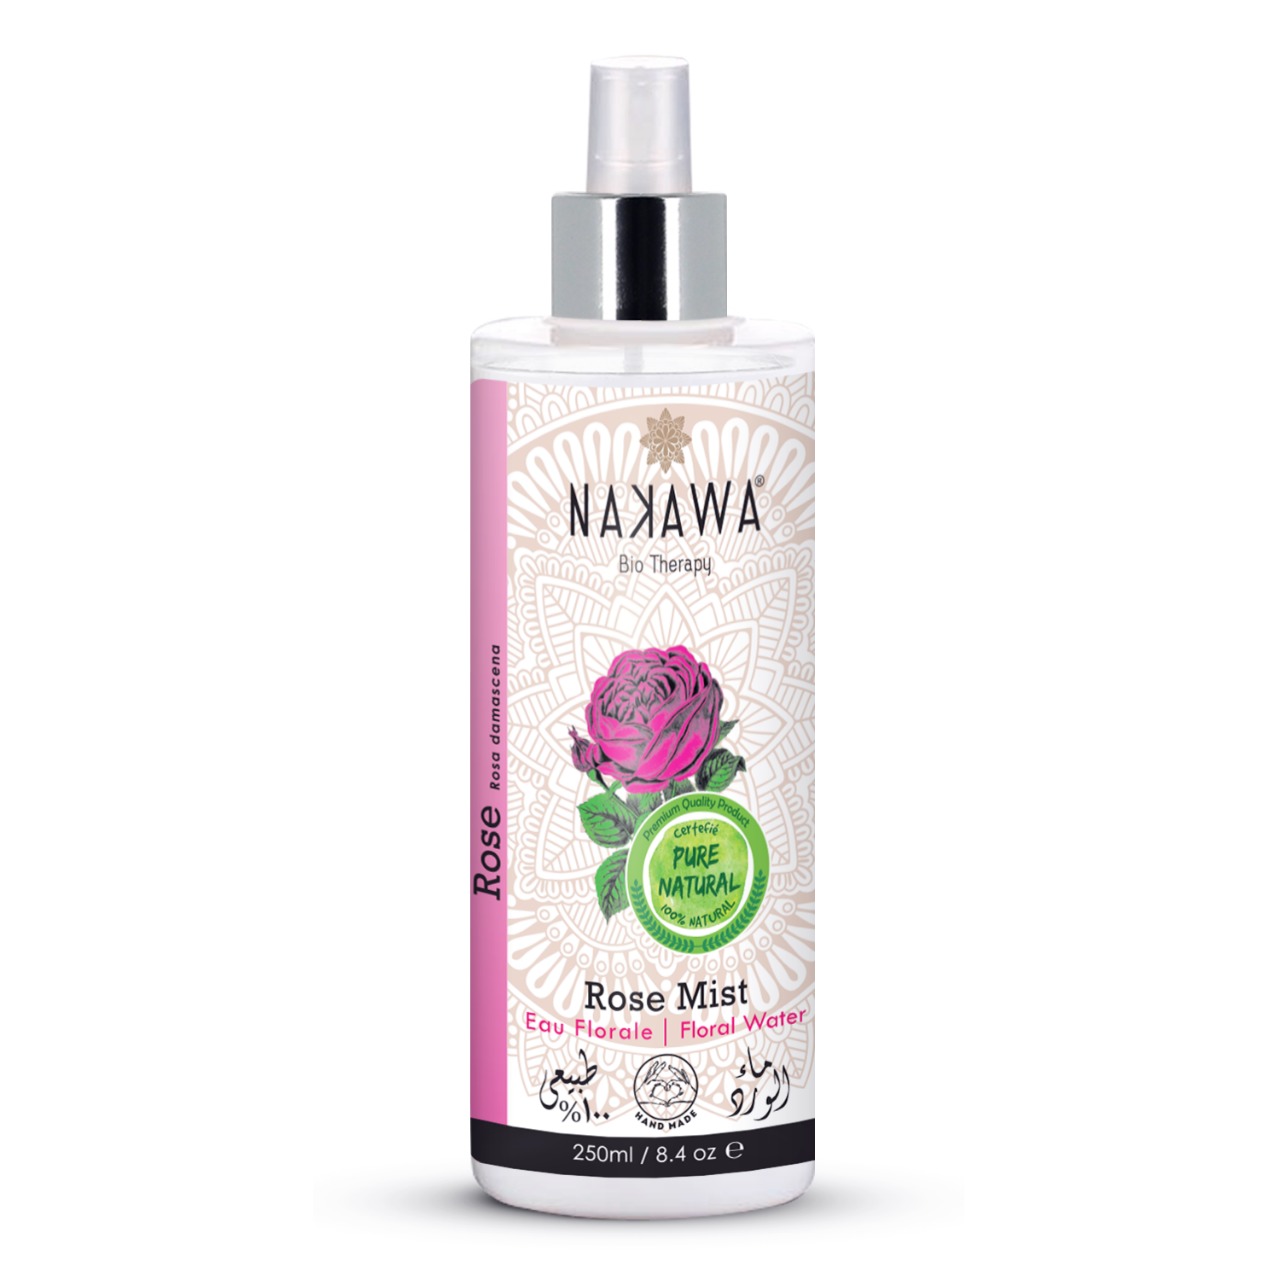 NAKAWA®
Bio Therapy
Rose Rosa damascena
Premium Quality Product
certefié
PURE
NATURAL
100% NATURAL
Rose Mist
Eau Florale | Floral Water
طبيعي
١٠٠%
HAND MADE
ماء
الورد
250ml / 8.4 oz ℮